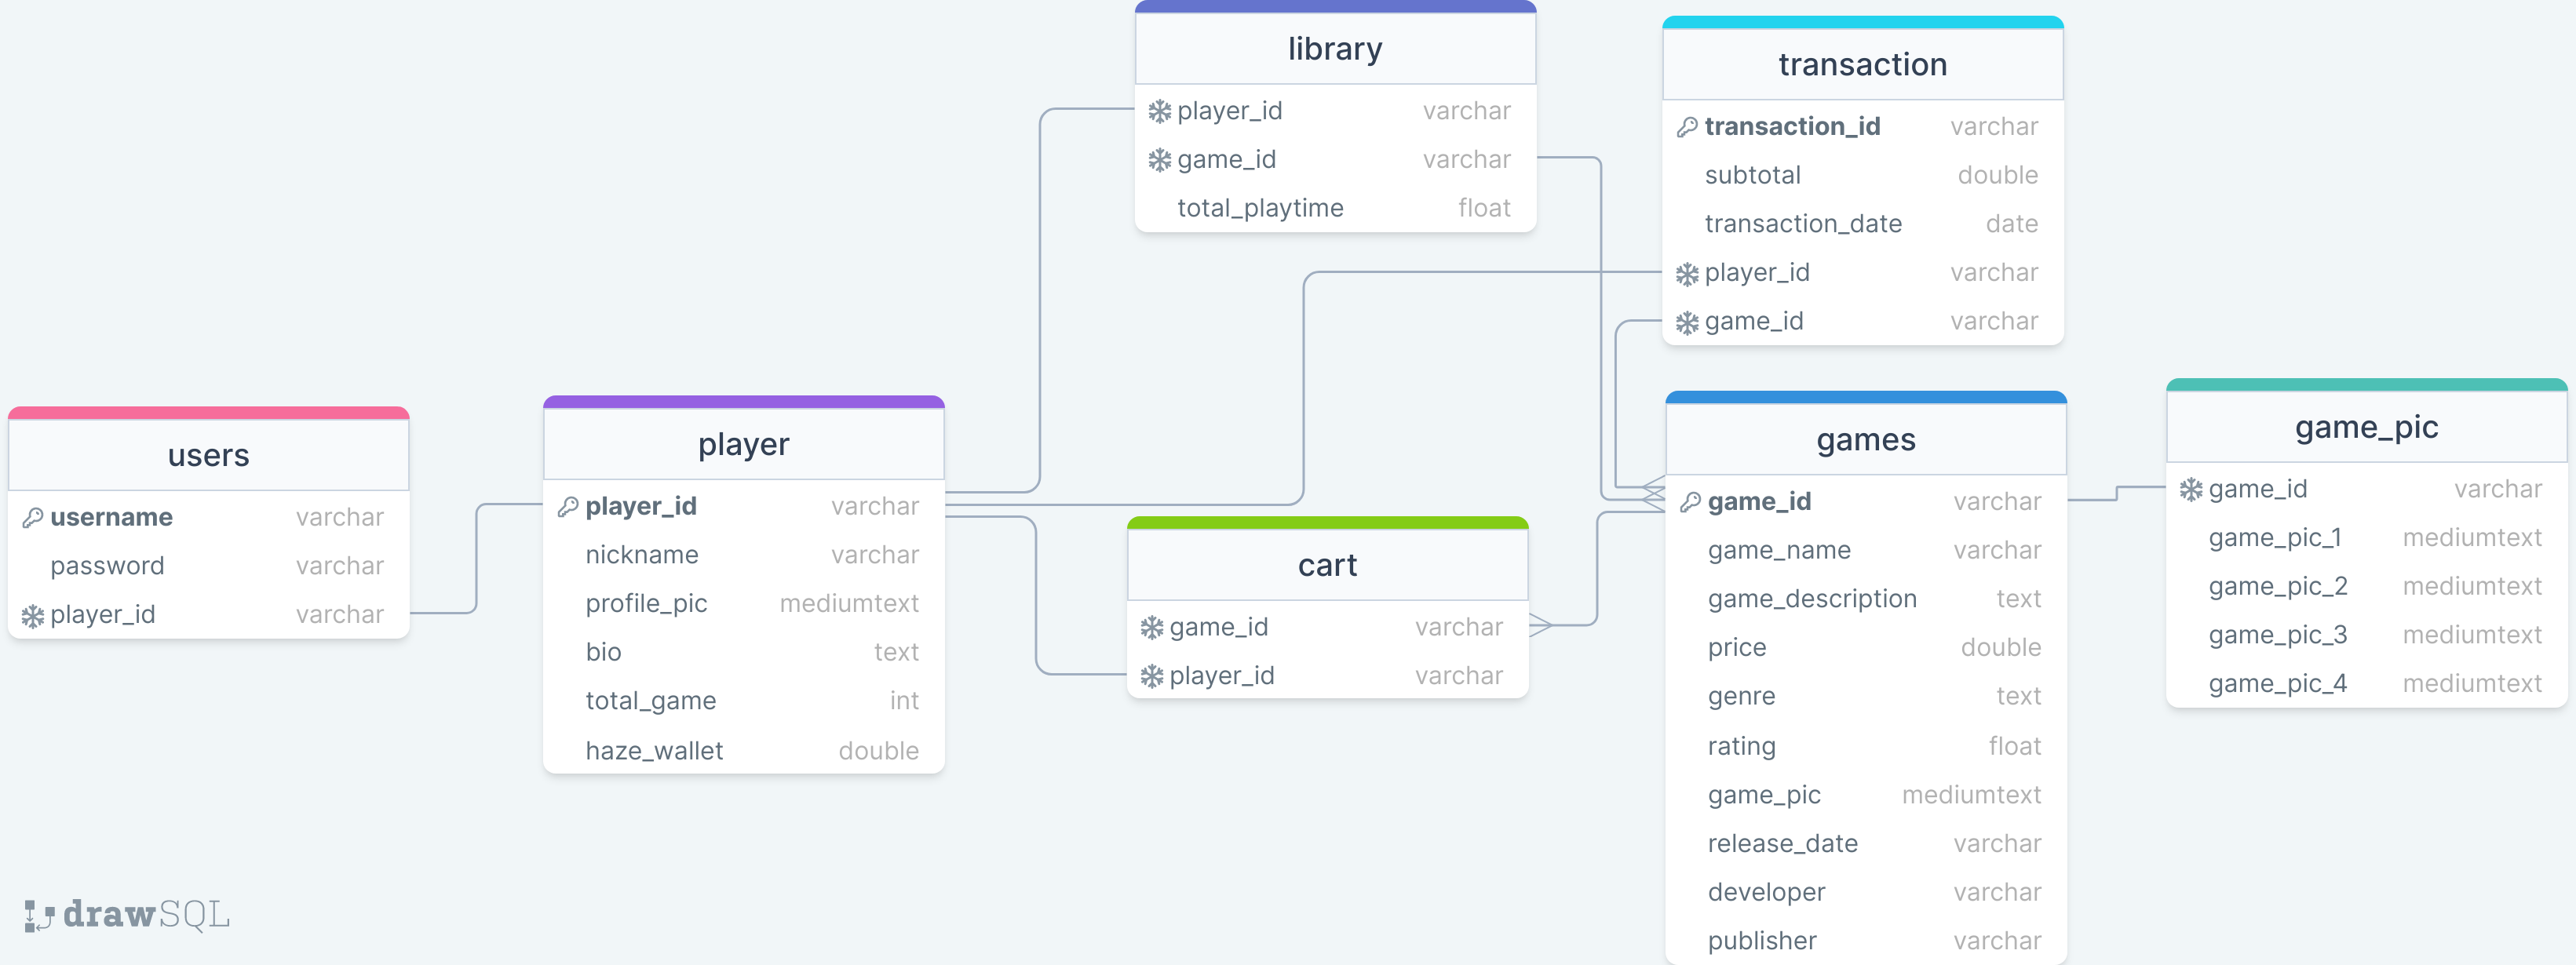 library
player_id varchar
game_id varchar
total_playtime float
transaction
transaction_id varchar
subtotal double
transaction_date date
player_id varchar
game_id varchar
users
username varchar
password varchar
player_id varchar
player
player_id varchar
nickname varchar
profile_pic mediumtext
bio text
total_game int
haze_wallet double
cart
game_id varchar
player_id varchar
games
game_id varchar
game_name varchar
game_description text
price double
genre text
rating float
game_pic mediumtext
release_date varchar
developer varchar
publisher varchar
game_pic
game_id varchar
game_pic_1 mediumtext
game_pic_2 mediumtext
game_pic_3 mediumtext
game_pic_4 mediumtext
drawSQL